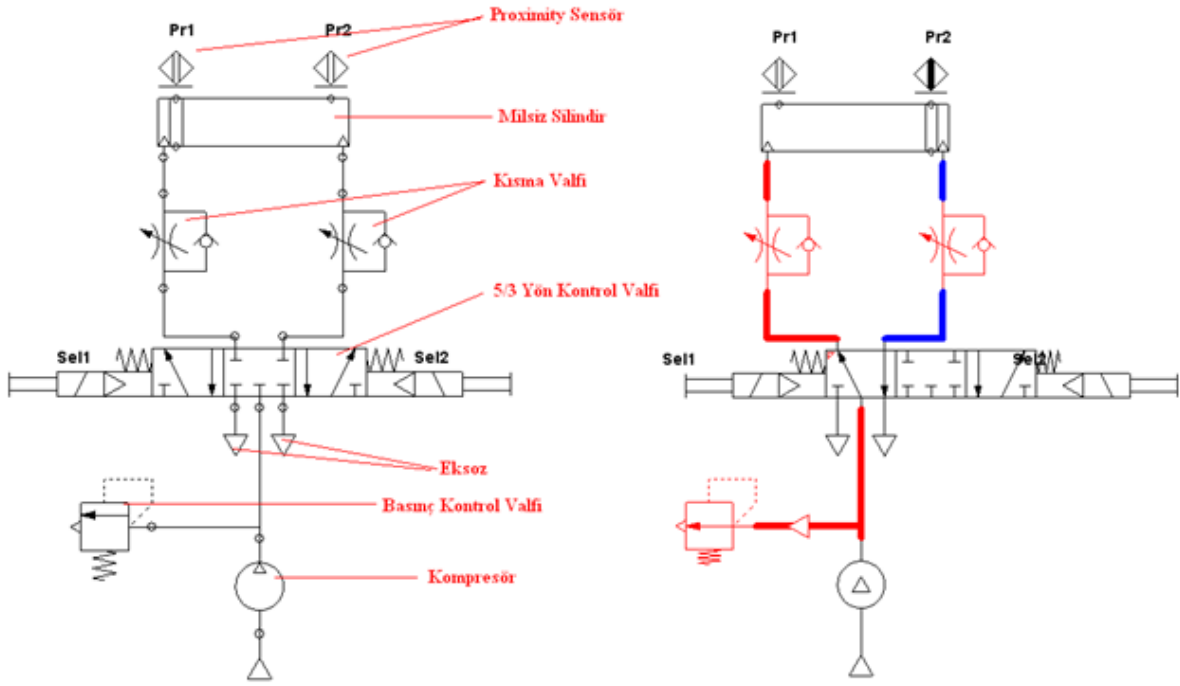 Proximity Sensör
Pr1
Pr2
Milsiz Silindir
Kısma Valfi
5/3 Yön Kontrol Valfi
Sel1
Sel2
Eksoz
Basınç Kontrol Valfi
Kompresör
Pr1
Pr2
Sel1
Sel2